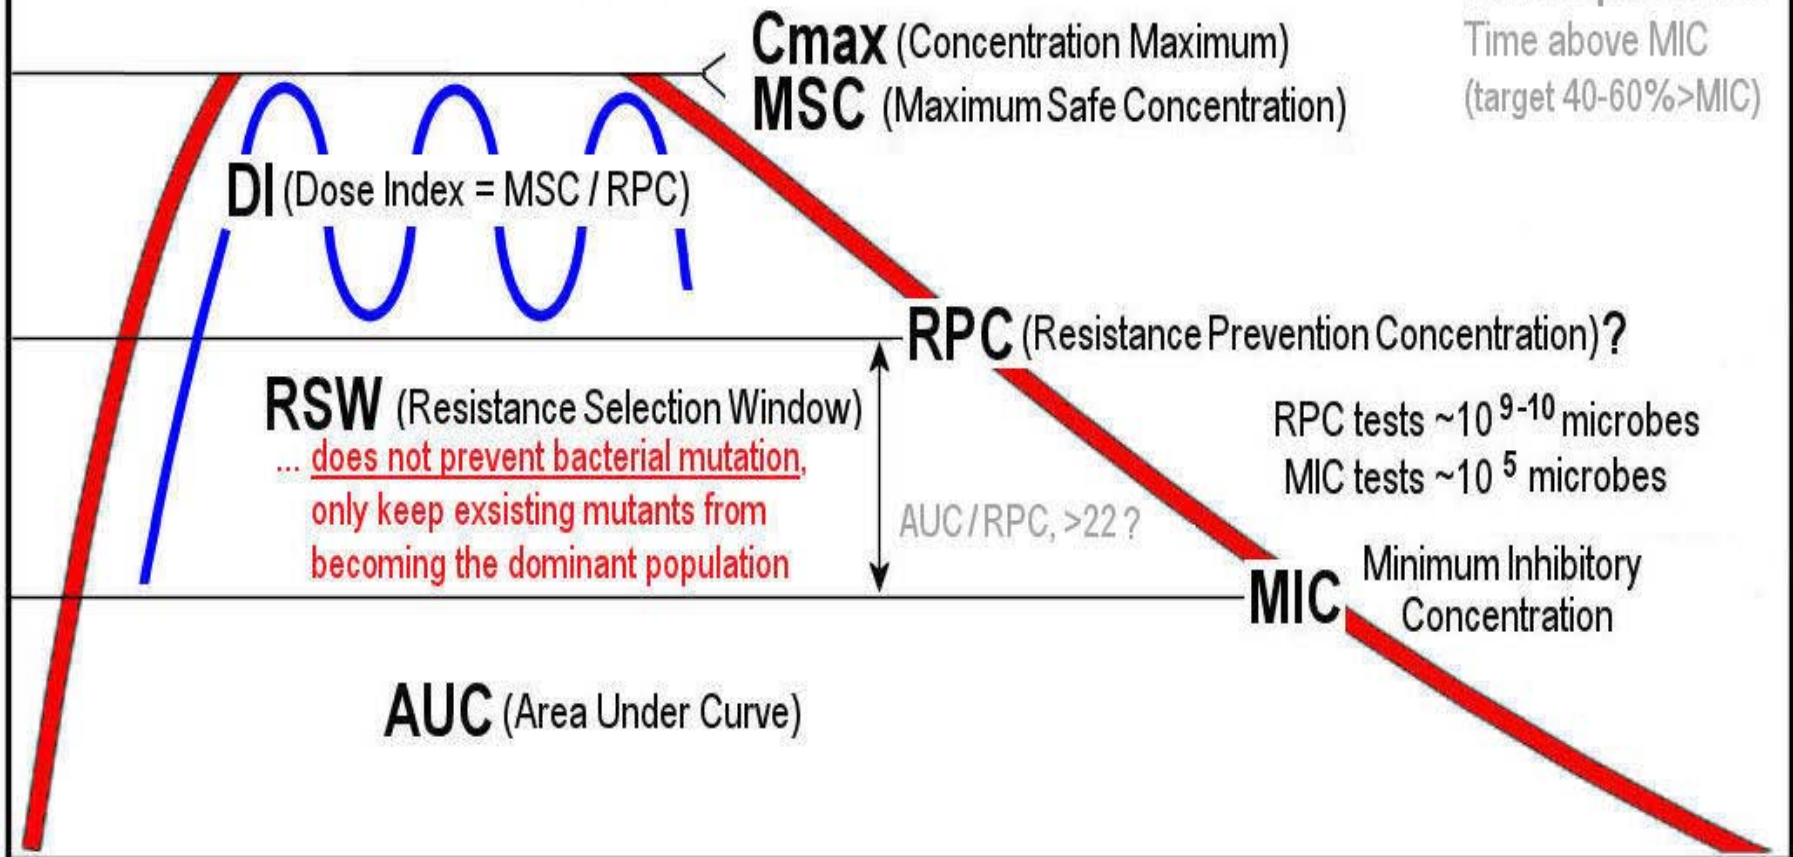 Cmax (Concentration Maximum)
MSC (Maximum Safe Concentration)
Time above MIC
(target 40-60%>MIC)
DI (Dose Index = MSC / RPC)
RPC (Resistance Prevention Concentration)?
RSW (Resistance Selection Window)
... does not prevent bacterial mutation,
only keep exsisting mutants from
becoming the dominant population
AUC/RPC, >22 ?
RPC tests ~10 9-10 microbes
MIC tests ~10 5 microbes
MIC Minimum Inhibitory
Concentration
AUC (Area Under Curve)